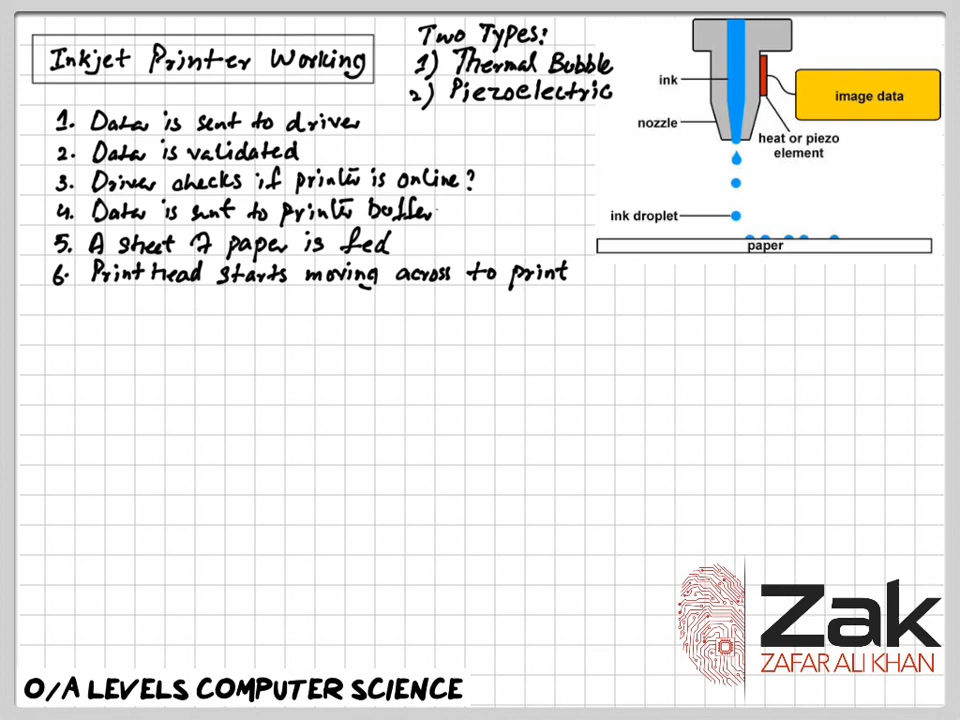 Inkjet Printer Working
Two Types:
1) Thermal Bubble
2) Piezoelectric
1. Data is sent to driver
2. Data is validated
3. Driver checks if printer is online?
4. Data is sent to printer buffer
5. A sheet of paper is fed
6. Print head starts moving across to print
ink
nozzle
image data
heat or piezo
element
ink droplet
paper
Zak
ZAFAR ALI KHAN
O/A LEVELS COMPUTER SCIENCE